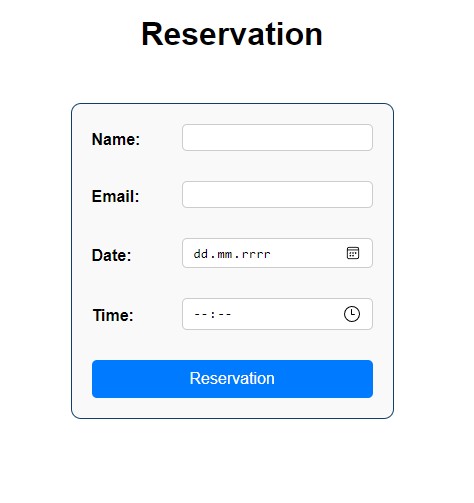 Reservation
Name:
Email:
Date: dd.mm.rrrr
Time: --:--
Reservation